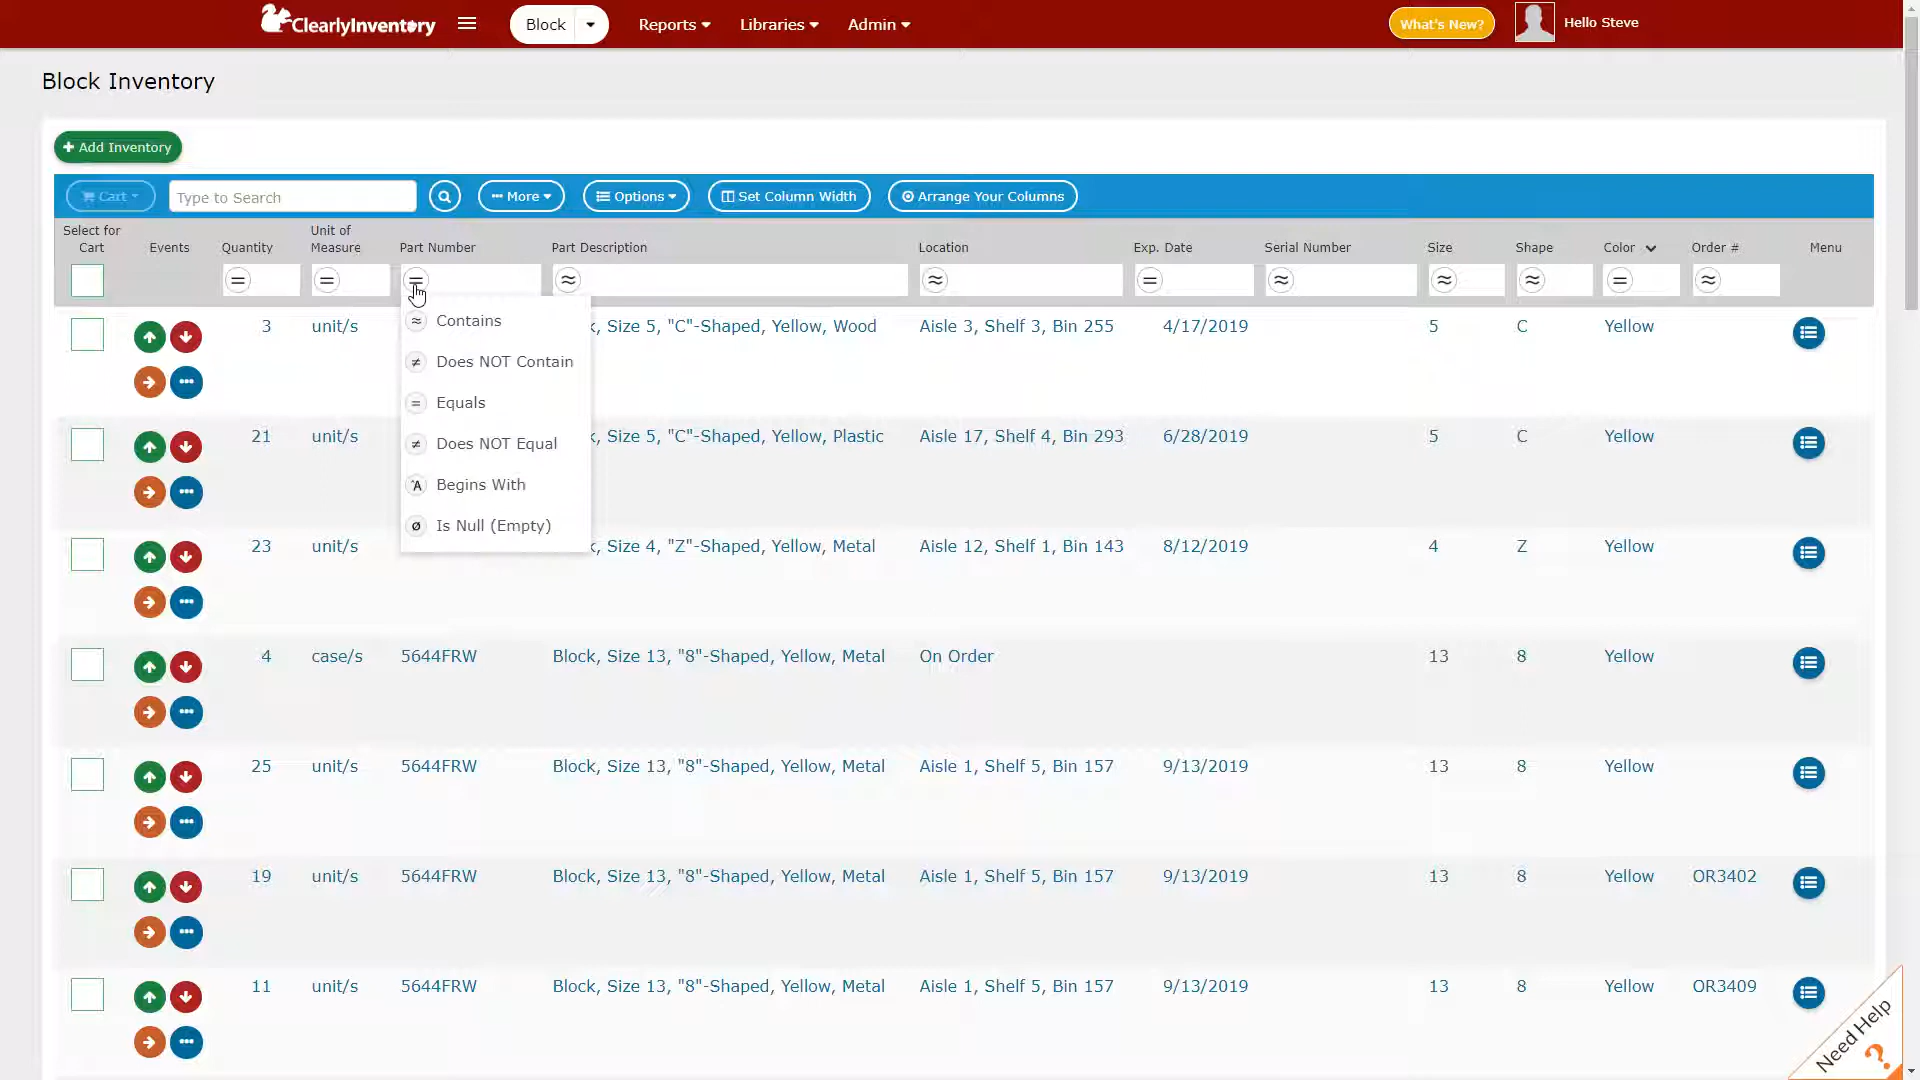 ClearlyInventory
Block
Reports
Libraries
Admin
What's New?
Hello Steve
Block Inventory
+ Add Inventory
Cart
Type to Search
More
Options
Set Column Width
Arrange Your Columns
Select for
Cart
Events
Quantity
Unit of
Measure
Part Number
Part Description
Location
Exp. Date
Serial Number
Size
Shape
Color
Order #
Menu
= = = ≈ ≈ = ≈ ≈ ≈ = ≈
≈ Contains
≠ Does NOT Contain
= Equals
≠ Does NOT Equal
^A Begins With
ø Is Null (Empty)
3 unit/s k, Size 5, "C"-Shaped, Yellow, Wood Aisle 3, Shelf 3, Bin 255 4/17/2019 5 C Yellow
21 unit/s k, Size 5, "C"-Shaped, Yellow, Plastic Aisle 17, Shelf 4, Bin 293 6/28/2019 5 C Yellow
23 unit/s k, Size 4, "Z"-Shaped, Yellow, Metal Aisle 12, Shelf 1, Bin 143 8/12/2019 4 Z Yellow
4 case/s 5644FRW Block, Size 13, "8"-Shaped, Yellow, Metal On Order 13 8 Yellow
25 unit/s 5644FRW Block, Size 13, "8"-Shaped, Yellow, Metal Aisle 1, Shelf 5, Bin 157 9/13/2019 13 8 Yellow
19 unit/s 5644FRW Block, Size 13, "8"-Shaped, Yellow, Metal Aisle 1, Shelf 5, Bin 157 9/13/2019 13 8 Yellow OR3402
11 unit/s 5644FRW Block, Size 13, "8"-Shaped, Yellow, Metal Aisle 1, Shelf 5, Bin 157 9/13/2019 13 8 Yellow OR3409
Need Help
?